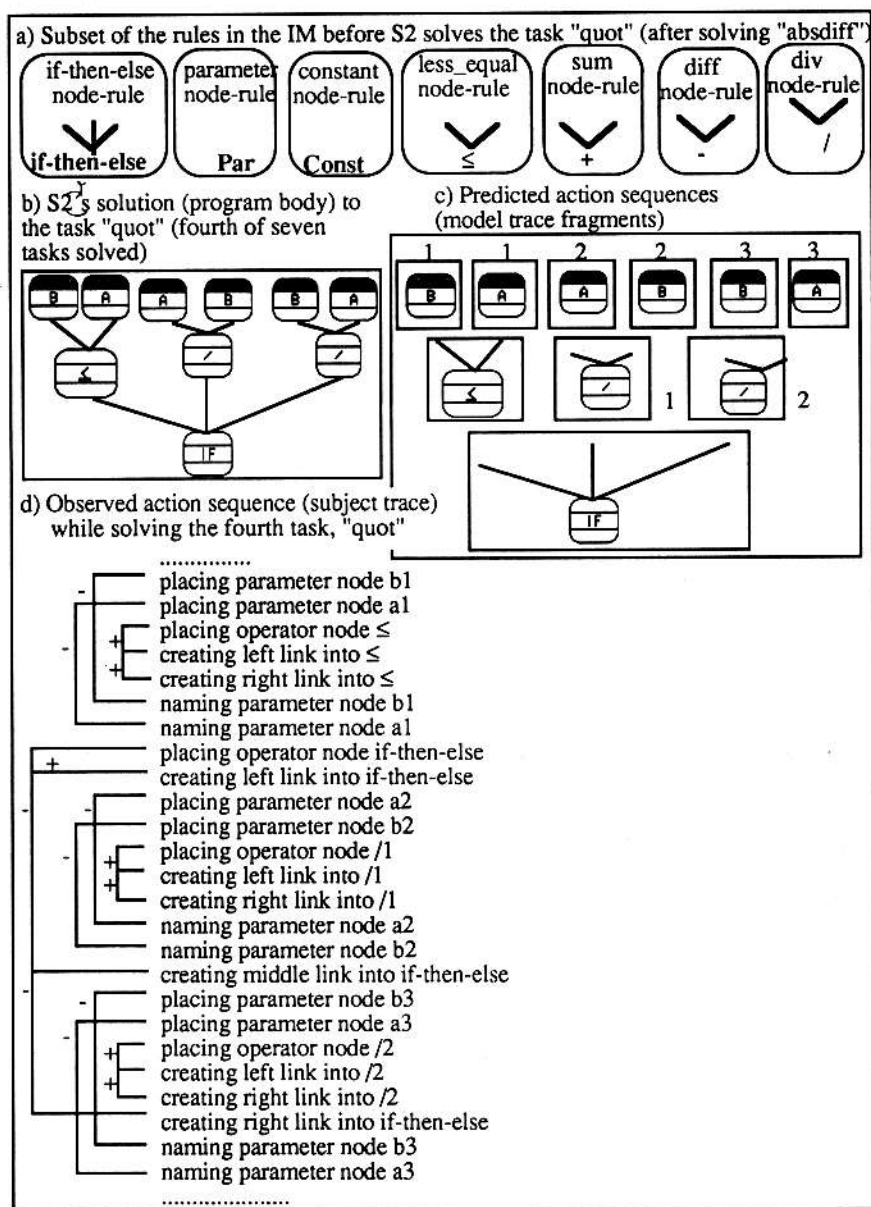 a) Subset of the rules in the IM before S2 solves the task "quot" (after solving "absdiff")
if-then-else node-rule
if-then-else
parameter node-rule
Par
constant node-rule
Const
less_equal node-rule
≤
sum node-rule
+
diff node-rule
-
div node-rule
/
b) S2's solution (program body) to
the task "quot" (fourth of seven
tasks solved)
B A A B B A
≤ / /
IF
c) Predicted action sequences
(model trace fragments)
1 1 2 2 3 3
B A A B B A
≤ / 1 / 2
IF
d) Observed action sequence (subject trace)
while solving the fourth task, "quot"
...............
- placing parameter node b1
placing parameter node a1
- + placing operator node ≤
creating left link into ≤
+ creating right link into ≤
naming parameter node b1
naming parameter node a1
placing operator node if-then-else
+ creating left link into if-then-else
- - placing parameter node a2
placing parameter node b2
- + placing operator node /1
creating left link into /1
+ creating right link into /1
naming parameter node a2
naming parameter node b2
creating middle link into if-then-else
- - placing parameter node b3
placing parameter node a3
- + placing operator node /2
creating left link into /2
+ creating right link into /2
creating right link into if-then-else
naming parameter node b3
naming parameter node a3
.....................